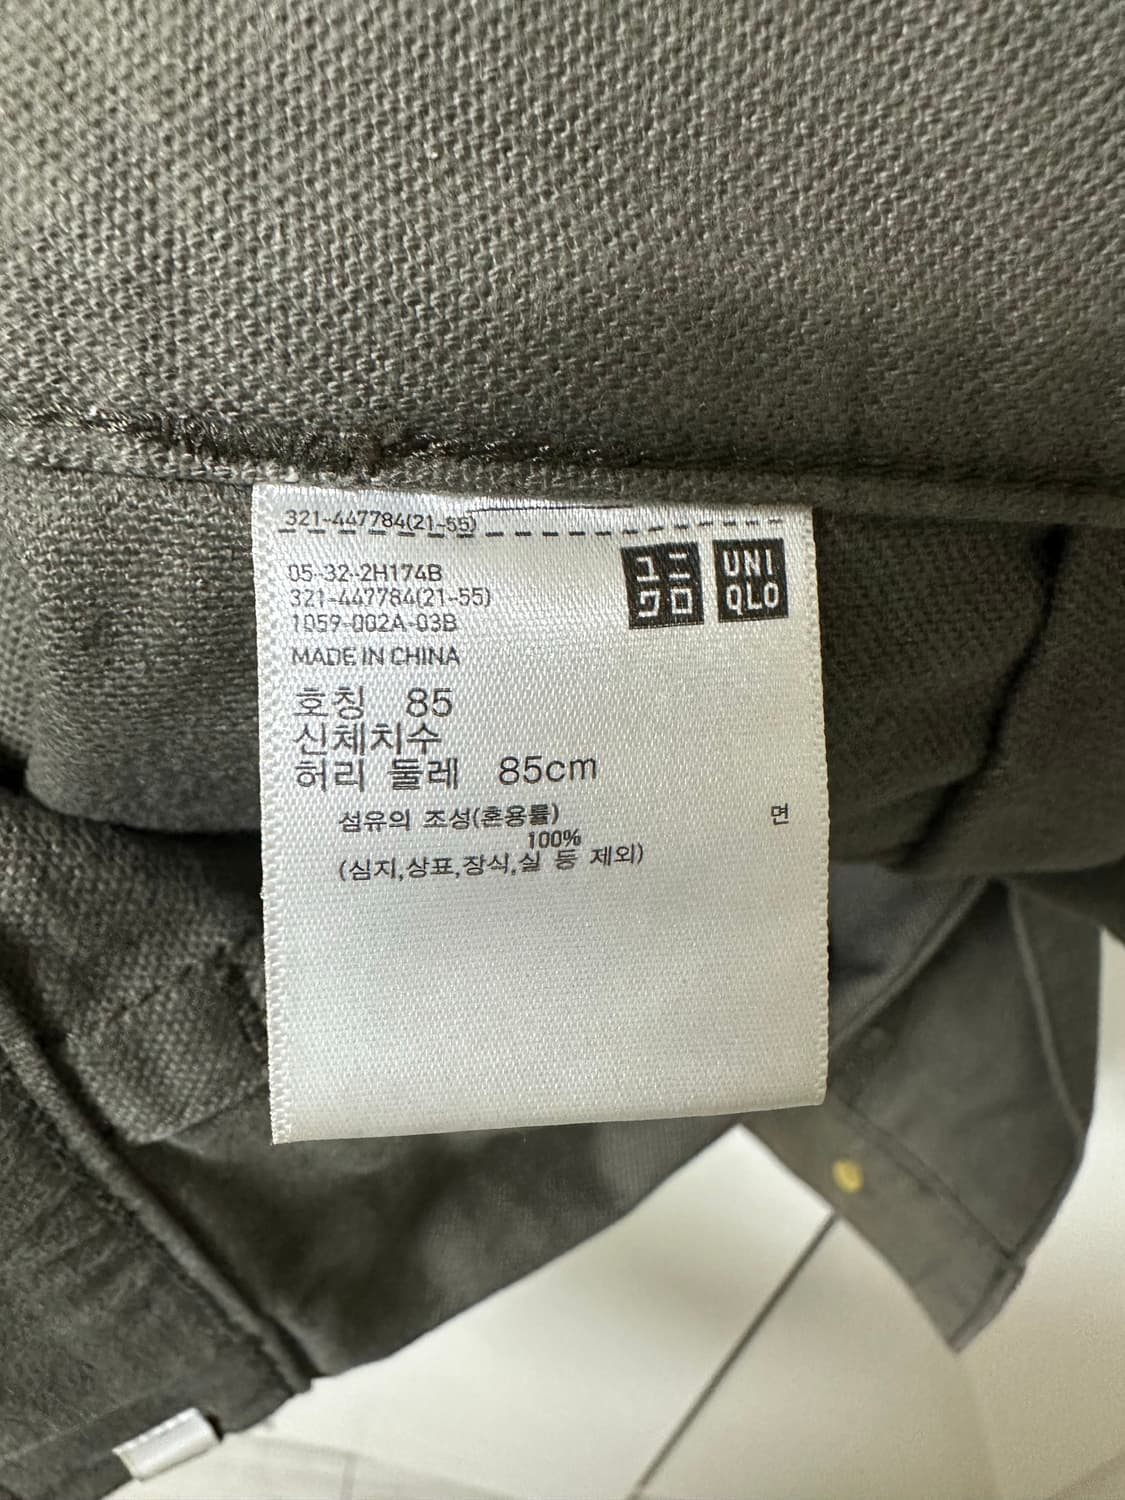 321-447784(21-55)
ユニ
クロ
UNI
QLO
05-32-2H174B
321-447784(21-55)
1059-002A-03B
MADE IN CHINA
호칭 85
신체치수
허리 둘레 85cm
섬유의 조성(혼용률) 면
100%
(심지,상표,장식,실 등 제외)